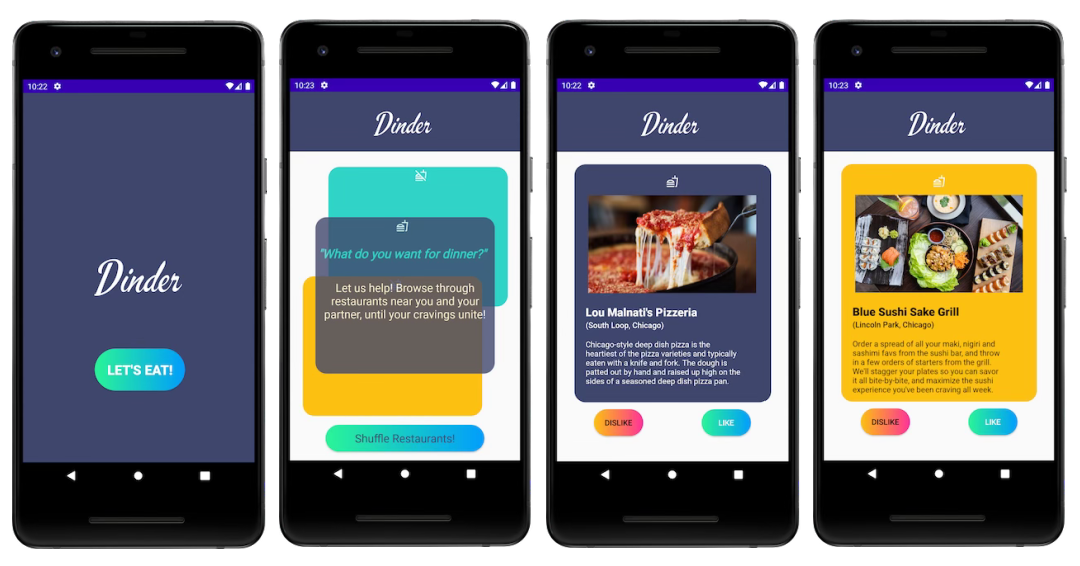 10:22
Dinder
LET'S EAT!
10:23
Dinder
"What do you want for dinner?"
Let us help! Browse through
restaurants near you and your
partner, until your cravings unite!
Shuffle Restaurants!
10:22
Dinder
Lou Malnati's Pizzeria
(South Loop, Chicago)
Chicago-style deep dish pizza is the
heartiest of the pizza varieties and typically
eaten with a knife and fork. The dough is
patted out by hand and raised up high on the
sides of a seasoned deep dish pizza pan.
DISLIKE
LIKE
10:23
Dinder
Blue Sushi Sake Grill
(Lincoln Park, Chicago)
Order a spread of all your maki, nigiri and
sashimi favs from the sushi bar, and throw
in a few orders of starters from the grill.
We'll stagger your plates so you can savor
it all bite-by-bite, and maximize the sushi
experience you've been craving all week.
DISLIKE
LIKE